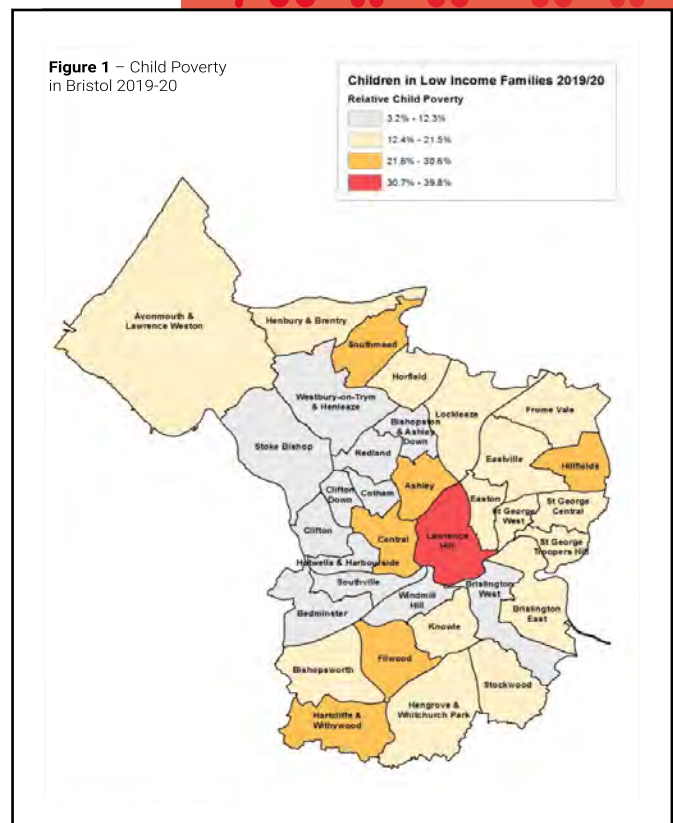 Figure 1 – Child Poverty
in Bristol 2019-20
Children in Low Income Families 2019/20
Relative Child Poverty
3.2% - 12.3%
12.4% - 21.5%
21.6% - 30.6%
30.7% - 39.8%
Avonmouth &
Lawrence Weston
Henbury & Brentry
Southmead
Horfield
Westbury-on-Trym
& Henleaze
Lockleaze
Frome Vale
Bishopston
& Ashley
Down
Stoke Bishop
Redland
Eastville
Hillfields
Clifton
Down
Cotham
Ashley
Easton
St George
West
St George
Central
Clifton
Central
Lawrence
Hill
St George
Troopers Hill
Hotwells & Harbourside
Southville
Windmill
Hill
Brislington
West
Bedminster
Knowle
Brislington
East
Bishopsworth
Filwood
Stockwood
Hengrove &
Whitchurch Park
Hartcliffe &
Withywood